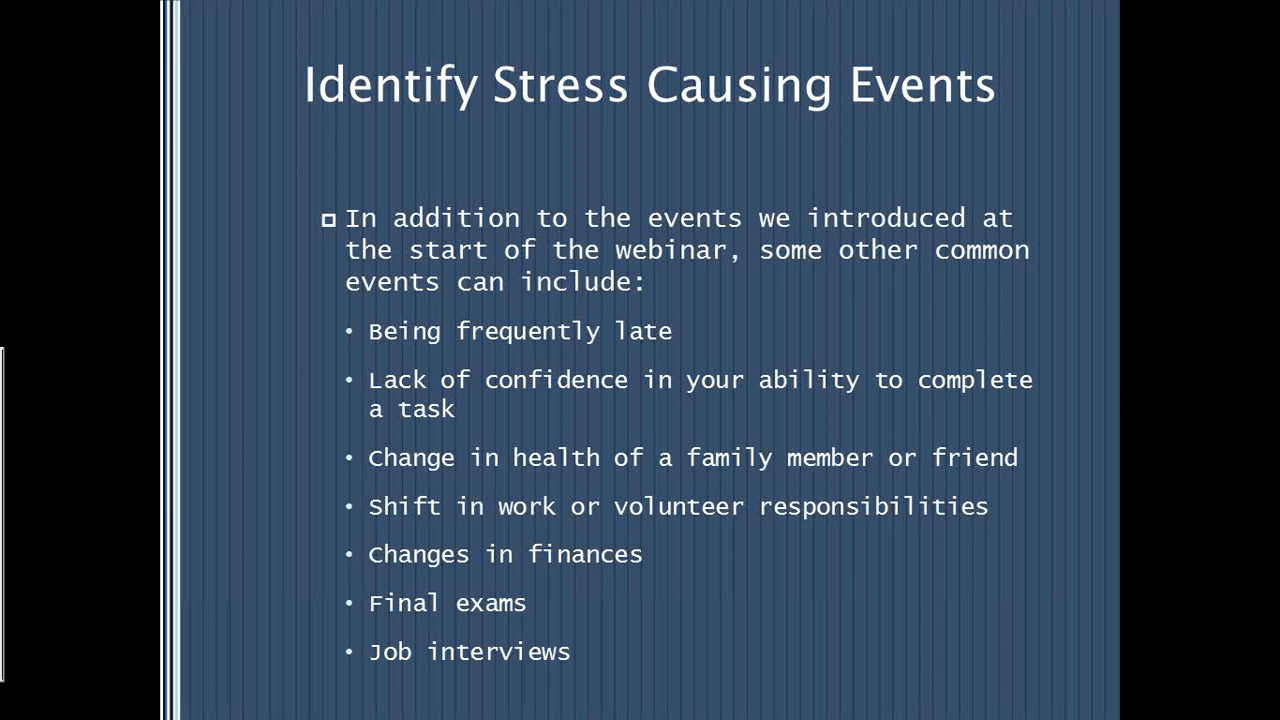 Identify Stress Causing Events
In addition to the events we introduced at
the start of the webinar, some other common
events can include:
• Being frequently late
• Lack of confidence in your ability to complete
a task
• Change in health of a family member or friend
• Shift in work or volunteer responsibilities
• Changes in finances
• Final exams
• Job interviews